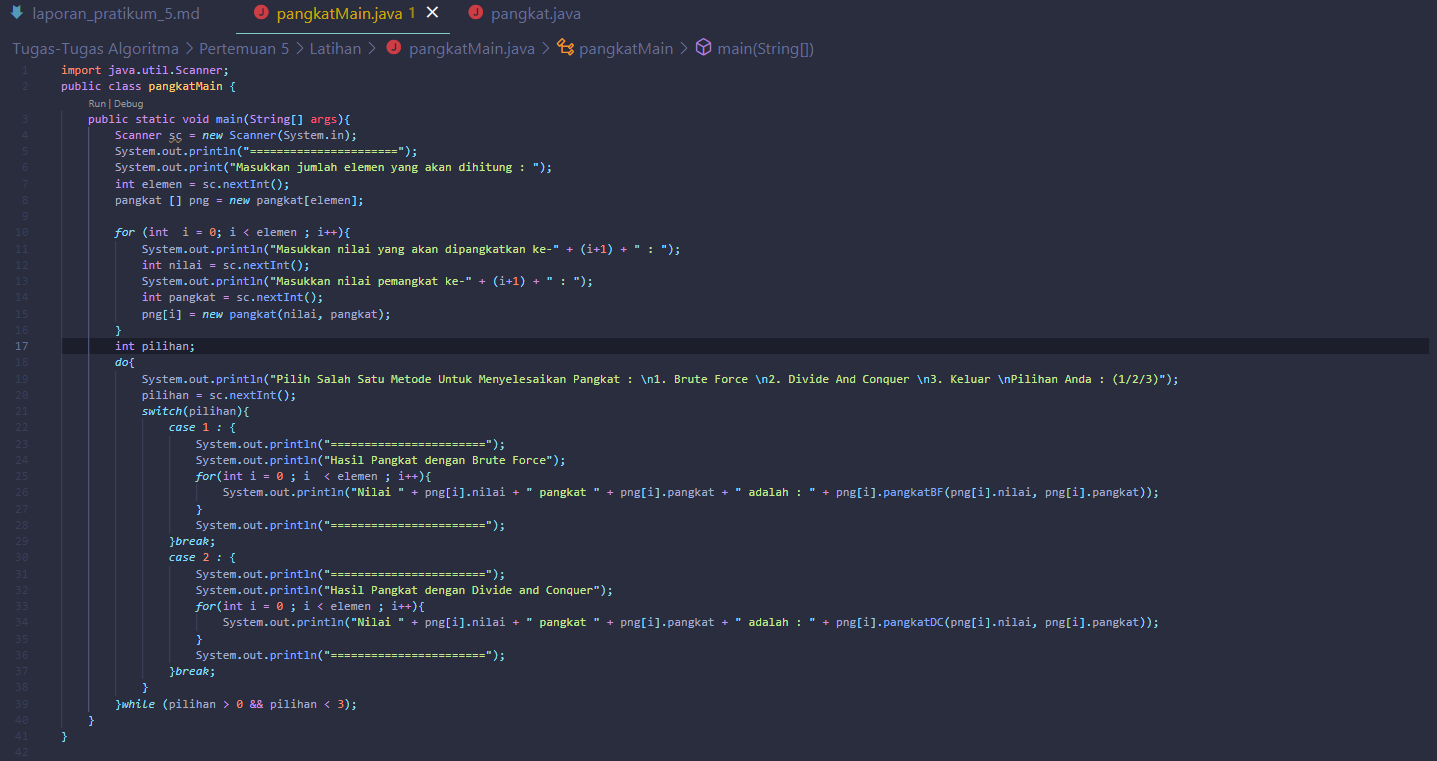 laporan_pratikum_5.md pangkatMain.java 1 pangkat.java
Tugas-Tugas Algoritma > Pertemuan 5 > Latihan > pangkatMain.java > pangkatMain > main(String[])
1 import java.util.Scanner;
2 public class pangkatMain {
Run | Debug
3 public static void main(String[] args){
4 Scanner sc = new Scanner(System.in);
5 System.out.println("======================");
6 System.out.print("Masukkan jumlah elemen yang akan dihitung : ");
7 int elemen = sc.nextInt();
8 pangkat [] png = new pangkat[elemen];
9
10 for (int  i = 0; i < elemen ; i++){
11 System.out.println("Masukkan nilai yang akan dipangkatkan ke-" + (i+1) + " : ");
12 int nilai = sc.nextInt();
13 System.out.println("Masukkan nilai pemangkat ke-" + (i+1) + " : ");
14 int pangkat = sc.nextInt();
15 png[i] = new pangkat(nilai, pangkat);
16 }
17 int pilihan;
18 do{
19 System.out.println("Pilih Salah Satu Metode Untuk Menyelesaikan Pangkat : \n1. Brute Force \n2. Divide And Conquer \n3. Keluar \nPilihan Anda : (1/2/3)");
20 pilihan = sc.nextInt();
21 switch(pilihan){
22 case 1 : {
23 System.out.println("=======================");
24 System.out.println("Hasil Pangkat dengan Brute Force");
25 for(int i = 0 ; i  < elemen ; i++){
26 System.out.println("Nilai " + png[i].nilai + " pangkat " + png[i].pangkat + " adalah : " + png[i].pangkatBF(png[i].nilai, png[i].pangkat));
27 }
28 System.out.println("=======================");
29 }break;
30 case 2 : {
31 System.out.println("=======================");
32 System.out.println("Hasil Pangkat dengan Divide and Conquer");
33 for(int i = 0 ; i < elemen ; i++){
34 System.out.println("Nilai " + png[i].nilai + " pangkat " + png[i].pangkat + " adalah : " + png[i].pangkatDC(png[i].nilai, png[i].pangkat));
35 }
36 System.out.println("=======================");
37 }break;
38 }
39 }while (pilihan > 0 && pilihan < 3);
40 }
41 }
42